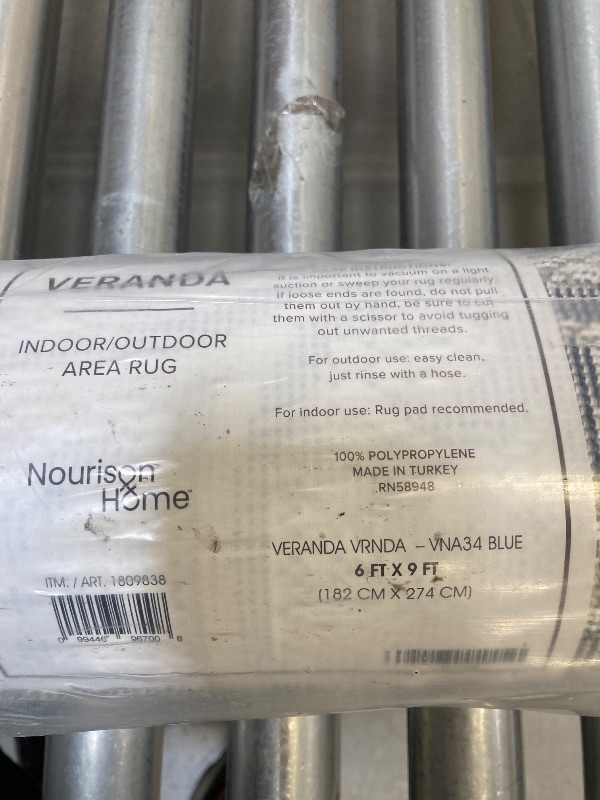 VERANDA
INDOOR/OUTDOOR
AREA RUG
Nourison
Home
ITM. / ART. 1809838
0 99446 96700 8
It is important to vacuum on a light
suction or sweep your rug regularly.
If loose ends are found, do not pull
them out by hand, be sure to cut
them with a scissor to avoid tugging
out unwanted threads.
For outdoor use: easy clean,
just rinse with a hose.
For indoor use: Rug pad recommended.
100% POLYPROPYLENE
MADE IN TURKEY
RN58948
VERANDA VRNDA – VNA34 BLUE
6 FT X 9 FT
(182 CM X 274 CM)